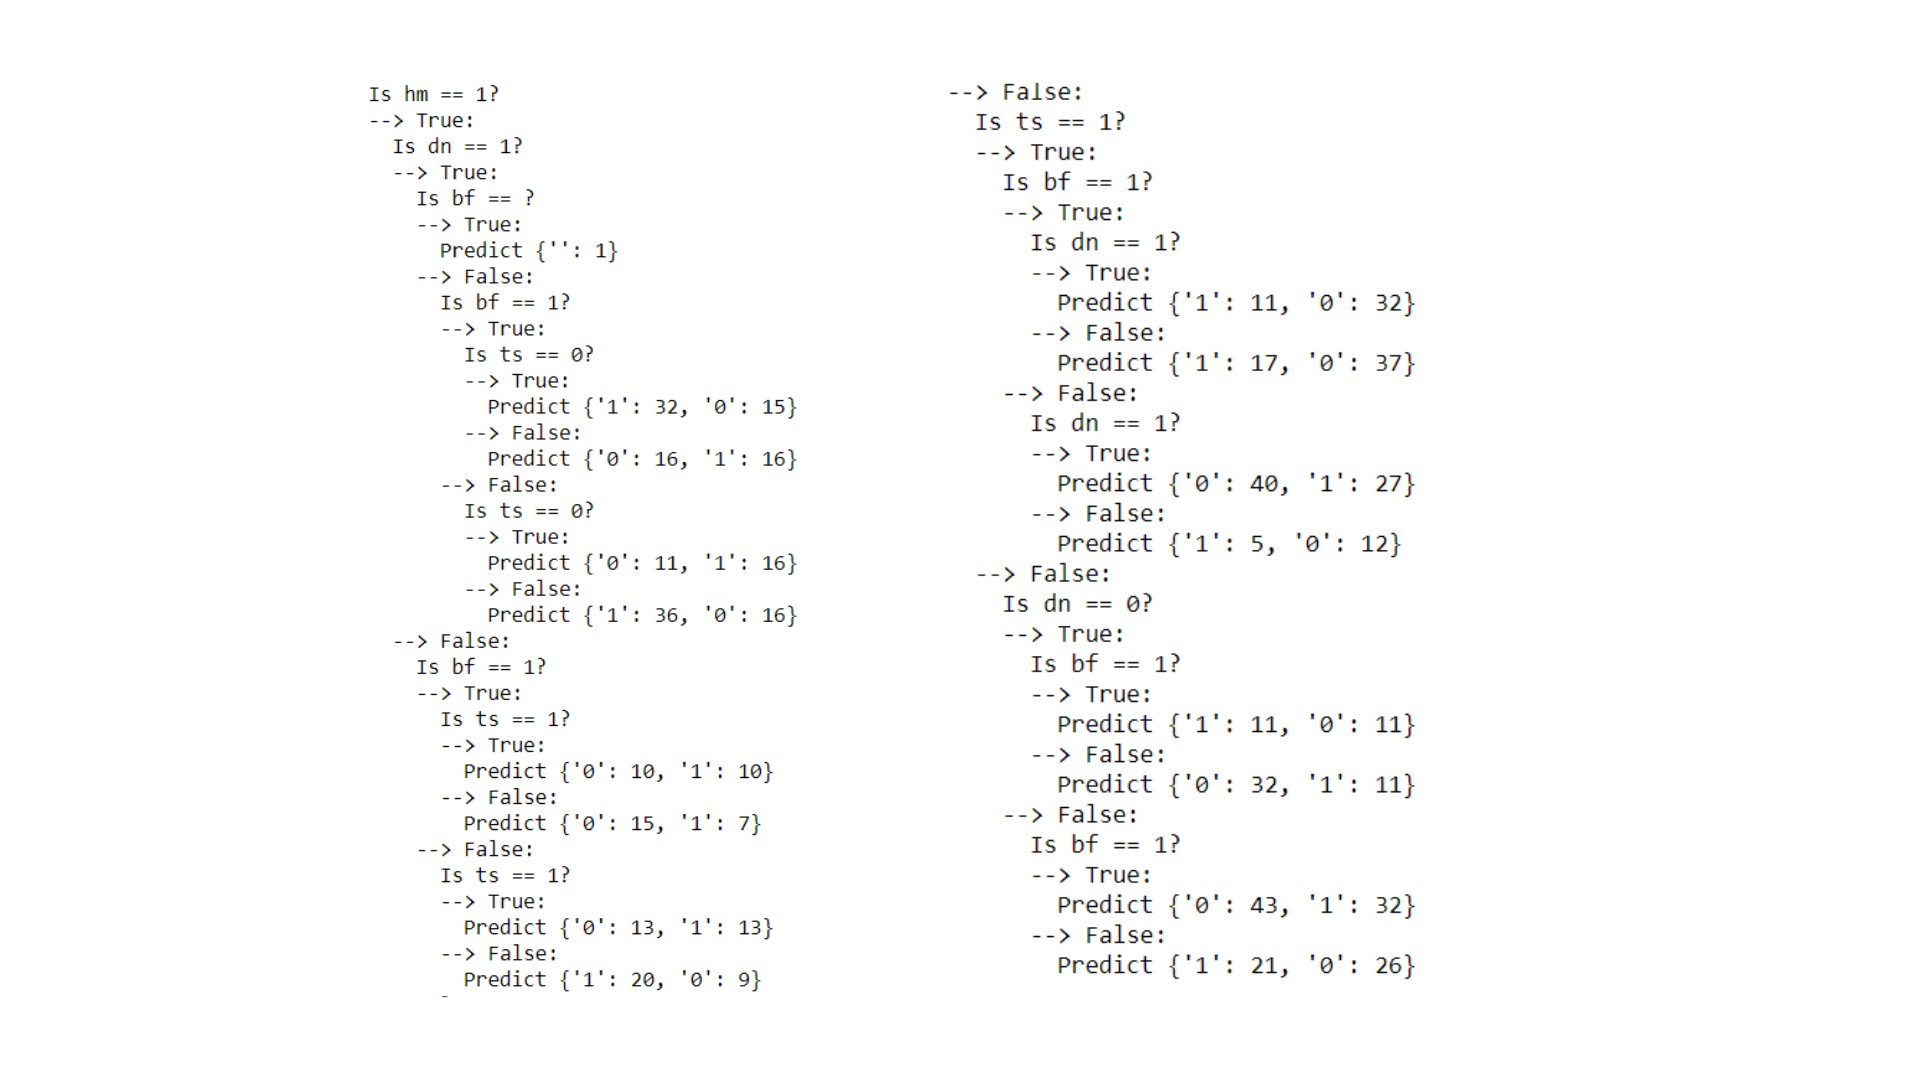 Is hm == 1?
--> True:
  Is dn == 1?
  --> True:
    Is bf == ?
    --> True:
      Predict {'': 1}
    --> False:
      Is bf == 1?
      --> True:
        Is ts == 0?
        --> True:
          Predict {'1': 32, '0': 15}
        --> False:
          Predict {'0': 16, '1': 16}
      --> False:
        Is ts == 0?
        --> True:
          Predict {'0': 11, '1': 16}
        --> False:
          Predict {'1': 36, '0': 16}
  --> False:
    Is bf == 1?
    --> True:
      Is ts == 1?
      --> True:
        Predict {'0': 10, '1': 10}
      --> False:
        Predict {'0': 15, '1': 7}
    --> False:
      Is ts == 1?
      --> True:
        Predict {'0': 13, '1': 13}
      --> False:
        Predict {'1': 20, '0': 9}
--> False:
  Is ts == 1?
  --> True:
    Is bf == 1?
    --> True:
      Is dn == 1?
      --> True:
        Predict {'1': 11, '0': 32}
      --> False:
        Predict {'1': 17, '0': 37}
    --> False:
      Is dn == 1?
      --> True:
        Predict {'0': 40, '1': 27}
      --> False:
        Predict {'1': 5, '0': 12}
  --> False:
    Is dn == 0?
    --> True:
      Is bf == 1?
      --> True:
        Predict {'1': 11, '0': 11}
      --> False:
        Predict {'0': 32, '1': 11}
    --> False:
      Is bf == 1?
      --> True:
        Predict {'0': 43, '1': 32}
      --> False:
        Predict {'1': 21, '0': 26}